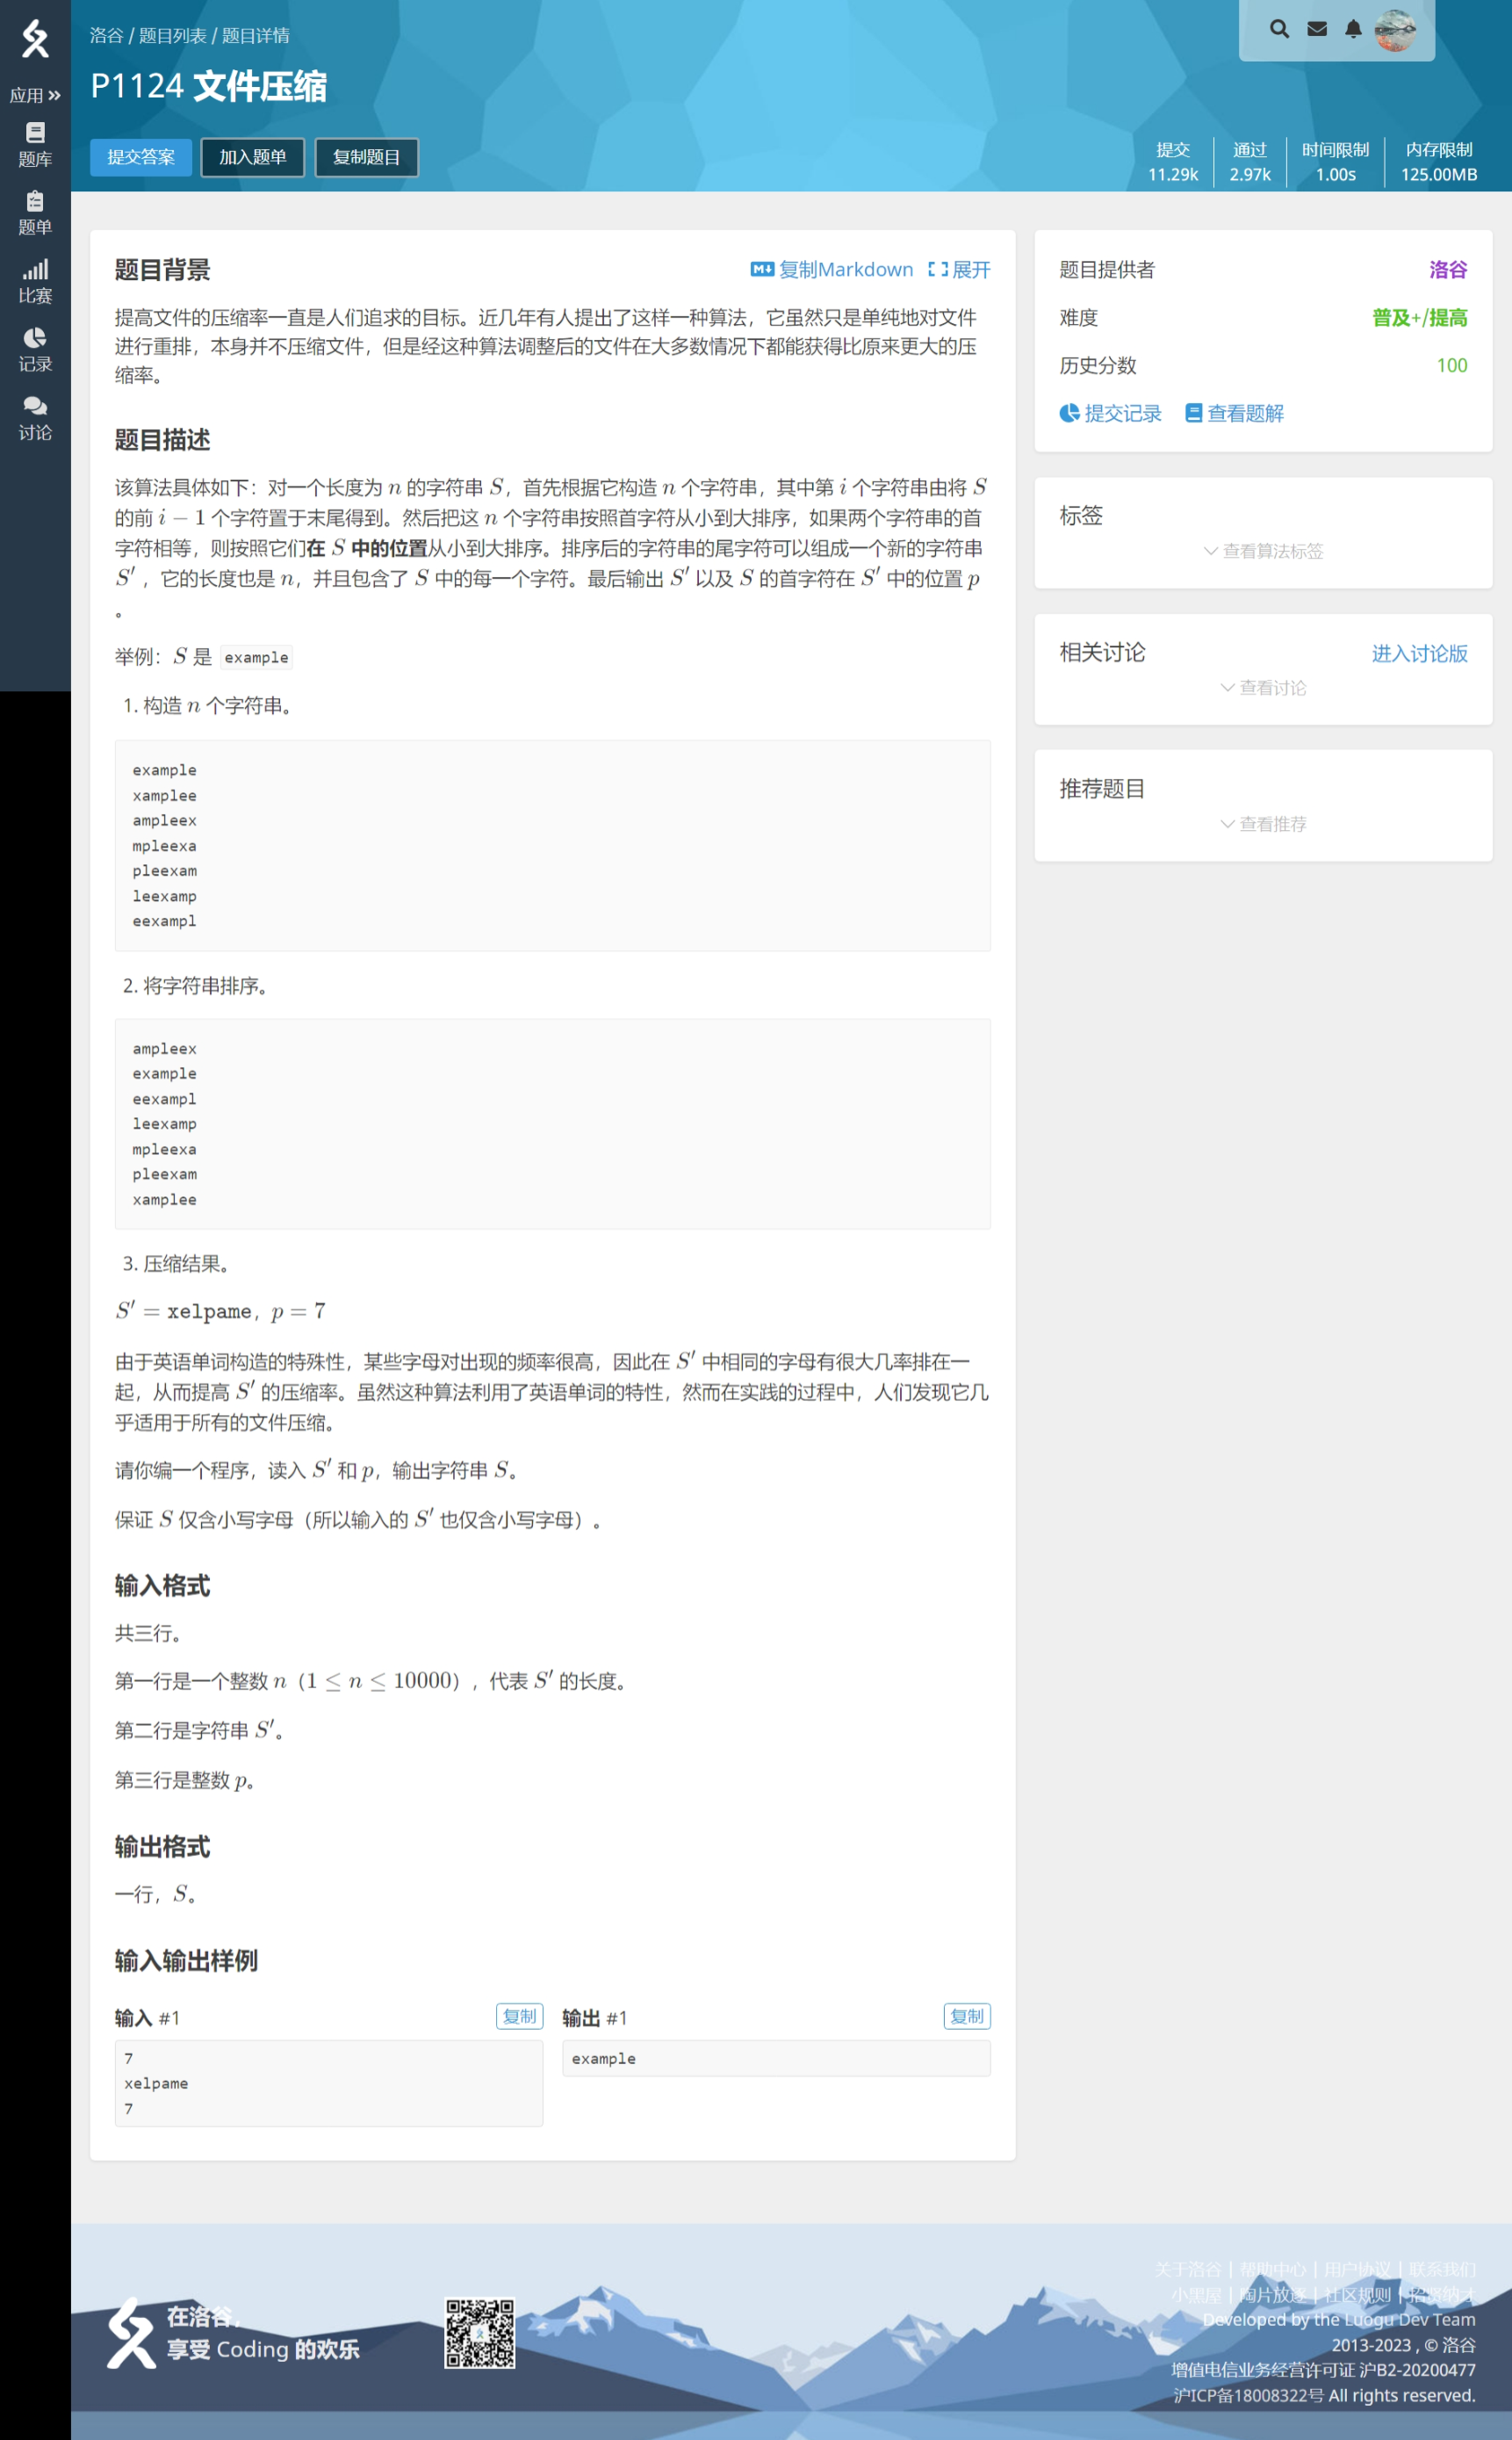 洛谷 / 题目列表 / 题目详情
P1124 文件压缩
应用
题库
题单
比赛
记录
讨论
提交答案
加入题单
复制题目
提交
11.29k
通过
2.97k
时间限制
1.00s
内存限制
125.00MB
题目背景
复制Markdown
展开
提高文件的压缩率一直是人们追求的目标。近几年有人提出了这样一种算法，它虽然只是单纯地对文件
进行重排，本身并不压缩文件，但是经这种算法调整后的文件在大多数情况下都能获得比原来更大的压
缩率。
题目描述
该算法具体如下：对一个长度为 n 的字符串 S，首先根据它构造 n 个字符串，其中第 i 个字符串由将 S
的前 i − 1 个字符置于末尾得到。然后把这 n 个字符串按照首字符从小到大排序，如果两个字符串的首
字符相等，则按照它们在 S 中的位置从小到大排序。排序后的字符串的尾字符可以组成一个新的字符串
S′ ，它的长度也是 n，并且包含了 S 中的每一个字符。最后输出 S′ 以及 S 的首字符在 S′ 中的位置 p
。
举例：S 是 example
1. 构造 n 个字符串。
example
xamplee
ampleex
mpleexa
pleexam
leexamp
eexampl
2. 将字符串排序。
ampleex
example
eexampl
leexamp
mpleexa
pleexam
xamplee
3. 压缩结果。
S′ = xelpame，p = 7
由于英语单词构造的特殊性，某些字母对出现的频率很高，因此在 S′ 中相同的字母有很大几率排在一
起，从而提高 S′ 的压缩率。虽然这种算法利用了英语单词的特性，然而在实践的过程中，人们发现它几
乎适用于所有的文件压缩。
请你编一个程序，读入 S′ 和 p，输出字符串 S。
保证 S 仅含小写字母（所以输入的 S′ 也仅含小写字母）。
输入格式
共三行。
第一行是一个整数 n（1 ≤ n ≤ 10000），代表 S′ 的长度。
第二行是字符串 S′。
第三行是整数 p。
输出格式
一行，S。
输入输出样例
输入 #1
复制
7
xelpame
7
输出 #1
复制
example
题目提供者
洛谷
难度
普及+/提高
历史分数
100
提交记录
查看题解
标签
查看算法标签
相关讨论
进入讨论版
查看讨论
推荐题目
查看推荐
在洛谷，
享受 Coding 的欢乐
关于洛谷 | 帮助中心 | 用户协议 | 联系我们
小黑屋 | 陶片放逐 | 社区规则 | 招贤纳才
Developed by the Luogu Dev Team
2013-2023 , © 洛谷
增值电信业务经营许可证 沪B2-20200477
沪ICP备18008322号 All rights reserved.